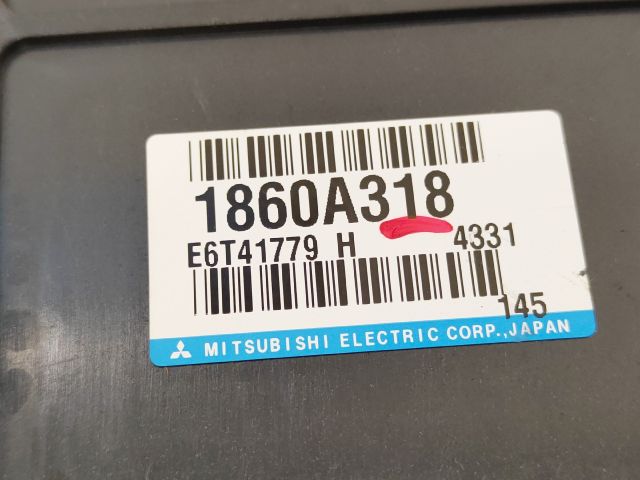 1860A318
E6T41779 H 4331
145
MITSUBISHI ELECTRIC CORP.,JAPAN